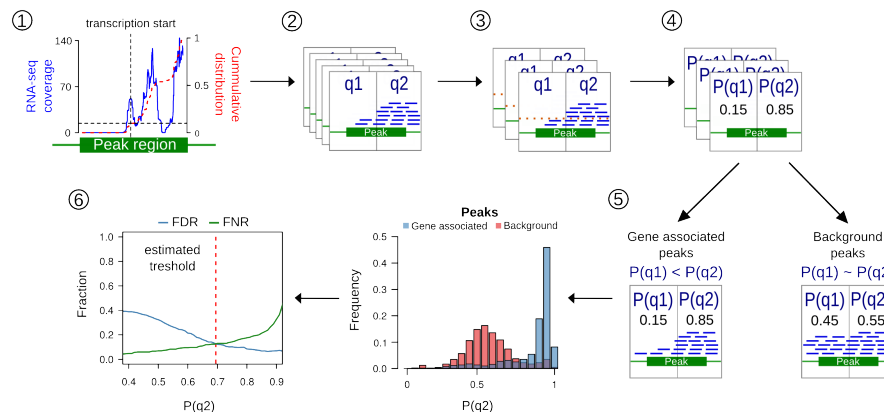 1
transcription start
140
70
0
RNA-seq
coverage
1
0.5
0
Cummulative
distribution
Peak region
2
q1 q2
Peak
3
q1 q2
Peak
4
P(q1) P(q2)
0.15 0.85
Peak
5
Gene associated
peaks
P(q1) < P(q2)
P(q1) P(q2)
0.15 0.85
Peak
Background
peaks
P(q1) ~ P(q2)
P(q1) P(q2)
0.45 0.55
Peak
6
FDR FNR
estimated
treshold
Fraction
1.0
0.8
0.6
0.4
0.2
0.0
0.4 0.5 0.6 0.7 0.8 0.9
P(q2)
Peaks
Gene associated Background
Frequency
0.5
0.4
0.3
0.2
0.1
0.0
0 0.5 1
P(q2)